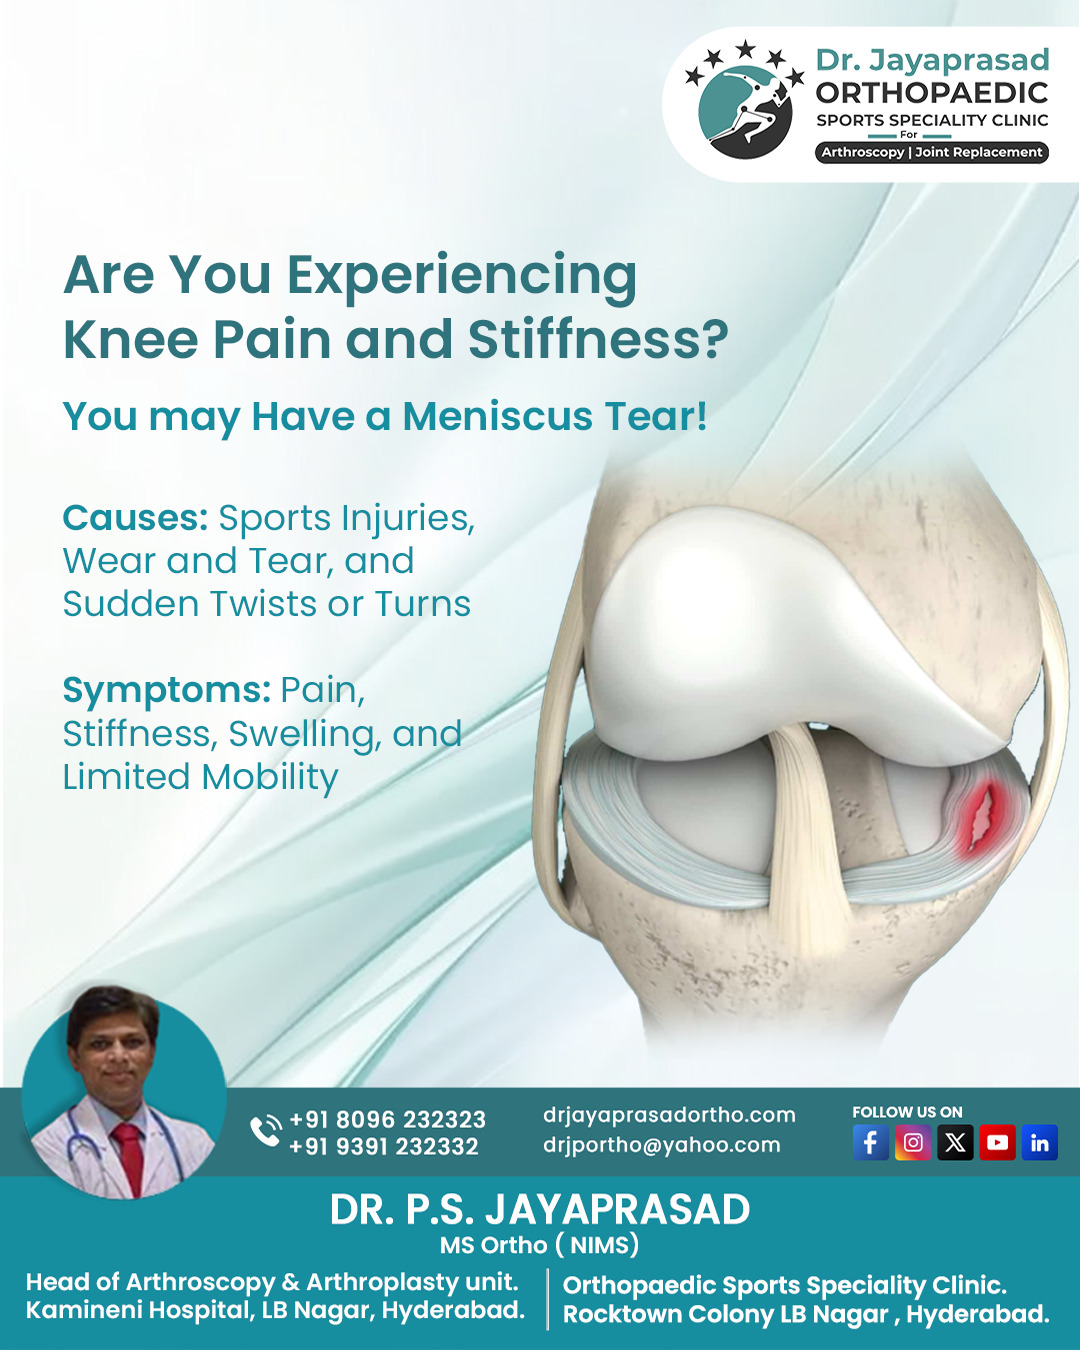 Dr. Jayaprasad
ORTHOPAEDIC
SPORTS SPECIALITY CLINIC
For
Arthroscopy | Joint Replacement
Are You Experiencing
Knee Pain and Stiffness?
You may Have a Meniscus Tear!
Causes: Sports Injuries,
Wear and Tear, and
Sudden Twists or Turns
Symptoms: Pain,
Stiffness, Swelling, and
Limited Mobility
+91 8096 232323
+91 9391 232332
drjayaprasadortho.com
drjportho@yahoo.com
FOLLOW US ON
DR. P.S. JAYAPRASAD
MS Ortho ( NIMS)
Head of Arthroscopy & Arthroplasty unit.
Kamineni Hospital, LB Nagar, Hyderabad.
Orthopaedic Sports Speciality Clinic.
Rocktown Colony LB Nagar , Hyderabad.